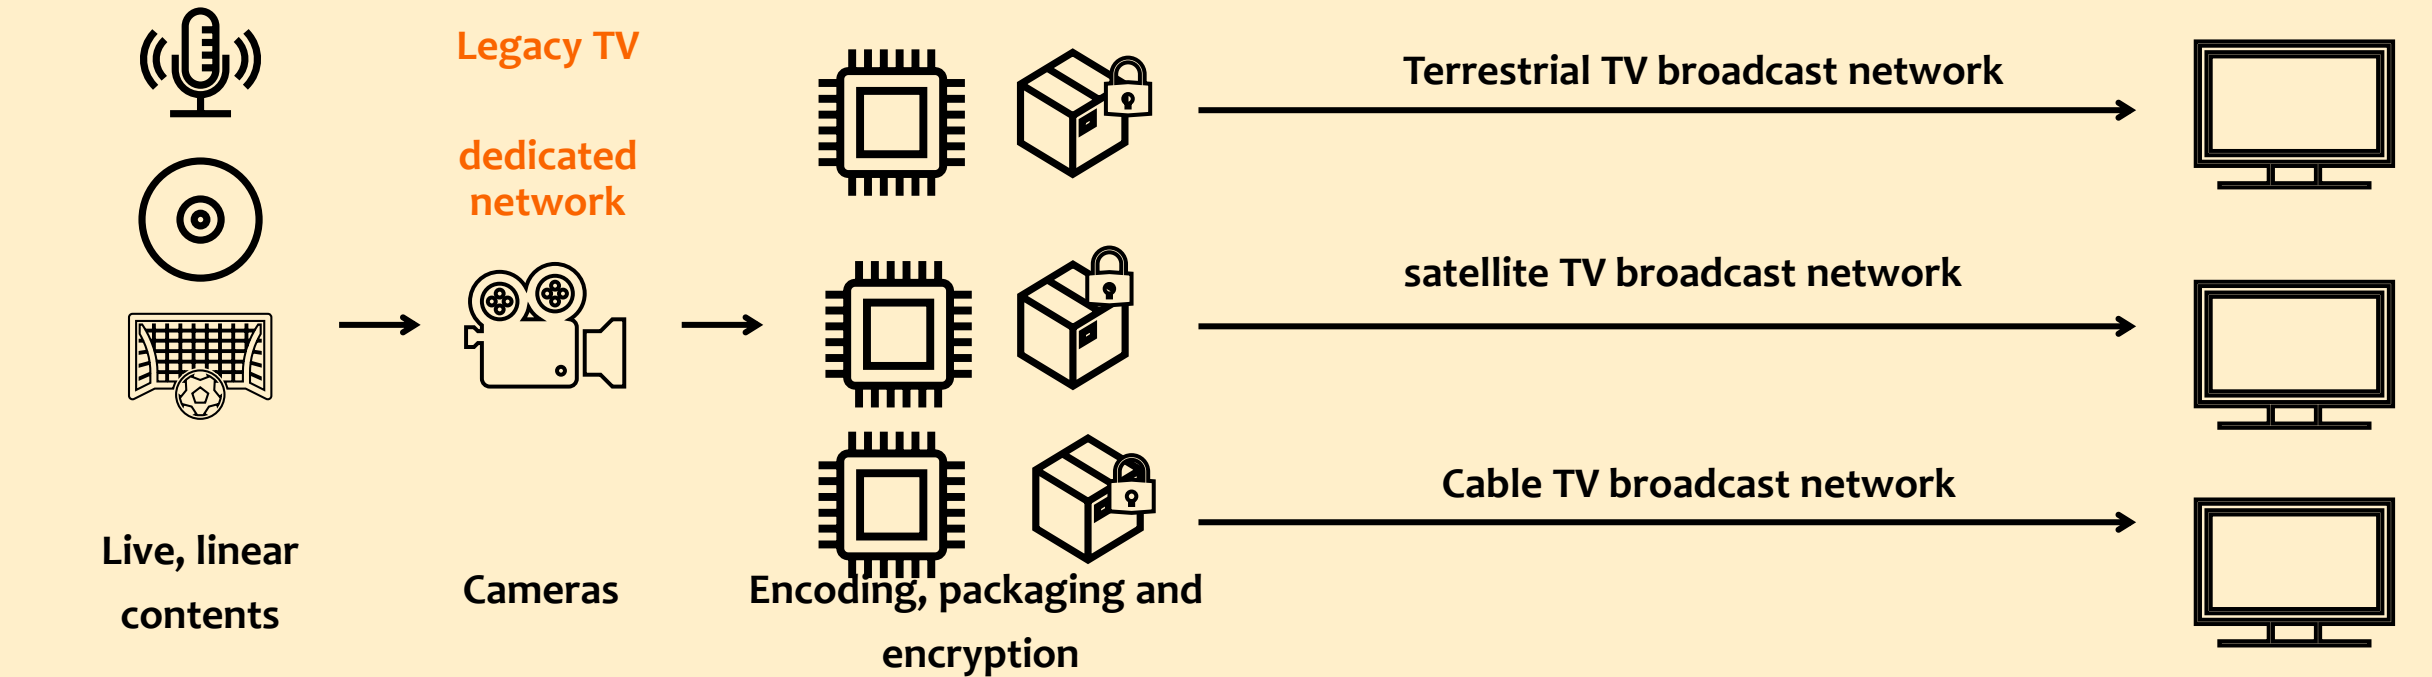 Legacy TV
dedicated
network
Terrestrial TV broadcast network
satellite TV broadcast network
Cable TV broadcast network
Live, linear
contents
Cameras
Encoding, packaging and
encryption